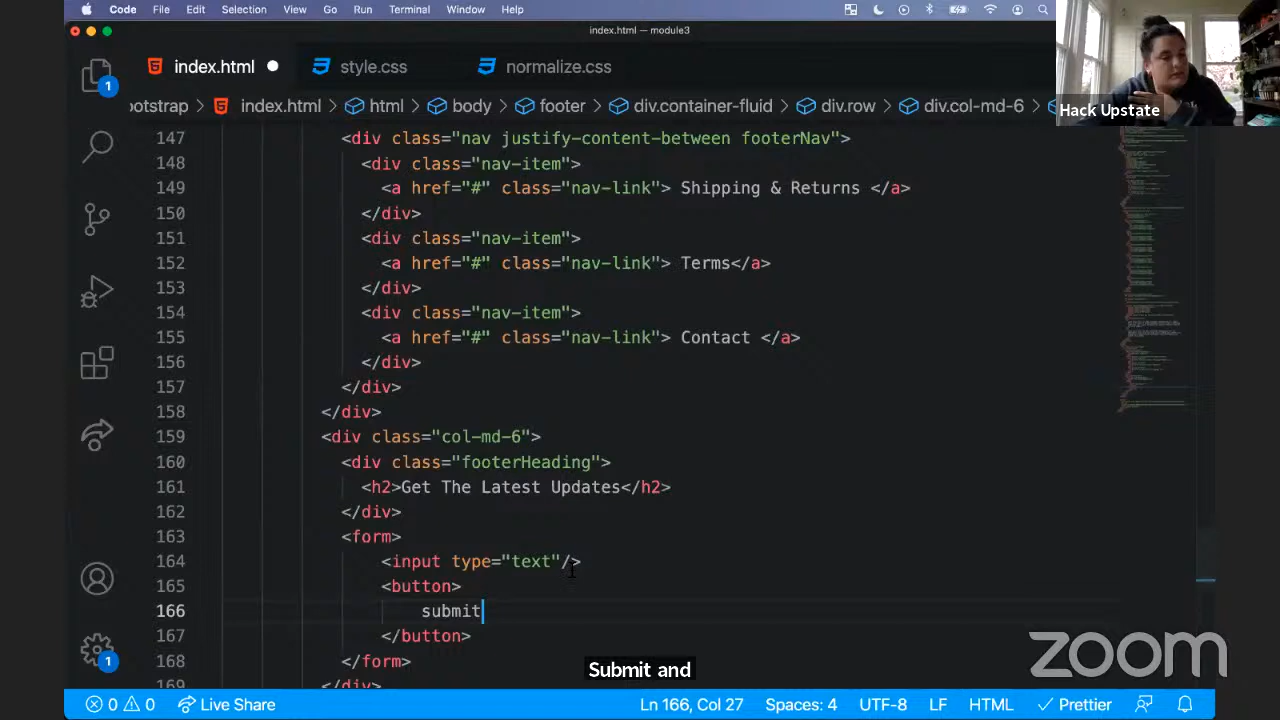 Code File Edit Selection View Go Run Terminal Window Help
index.html — module3
index.html style.css normalize.css
Hack Upstate
ootstrap > index.html > html > body > footer > div.container-fluid > div.row > div.col-md-6 >
1
147 <div class="nav justify-content-between footerNav">
148 <div class="nav-item">
149 <a href="#" class="nav-link"> Shipping & Returns </a>
150 </div>
151 <div class="nav-item">
152 <a href="#" class="nav-link"> Terms</a>
153 </div>
154 <div class="nav-item">
155 <a href="#" class="nav-link"> Contact </a>
156 </div>
157 </div>
158 </div>
159 <div class="col-md-6">
160 <div class="footerHeading">
161 <h2>Get The Latest Updates</h2>
162 </div>
163 <form>
164 <input type="text"/>
165 <button>
166 submit
167 </button>
168 </form>
169 </div>
1
Submit and
zoom
0 0 Live Share Ln 166, Col 27 Spaces: 4 UTF-8 LF HTML Prettier